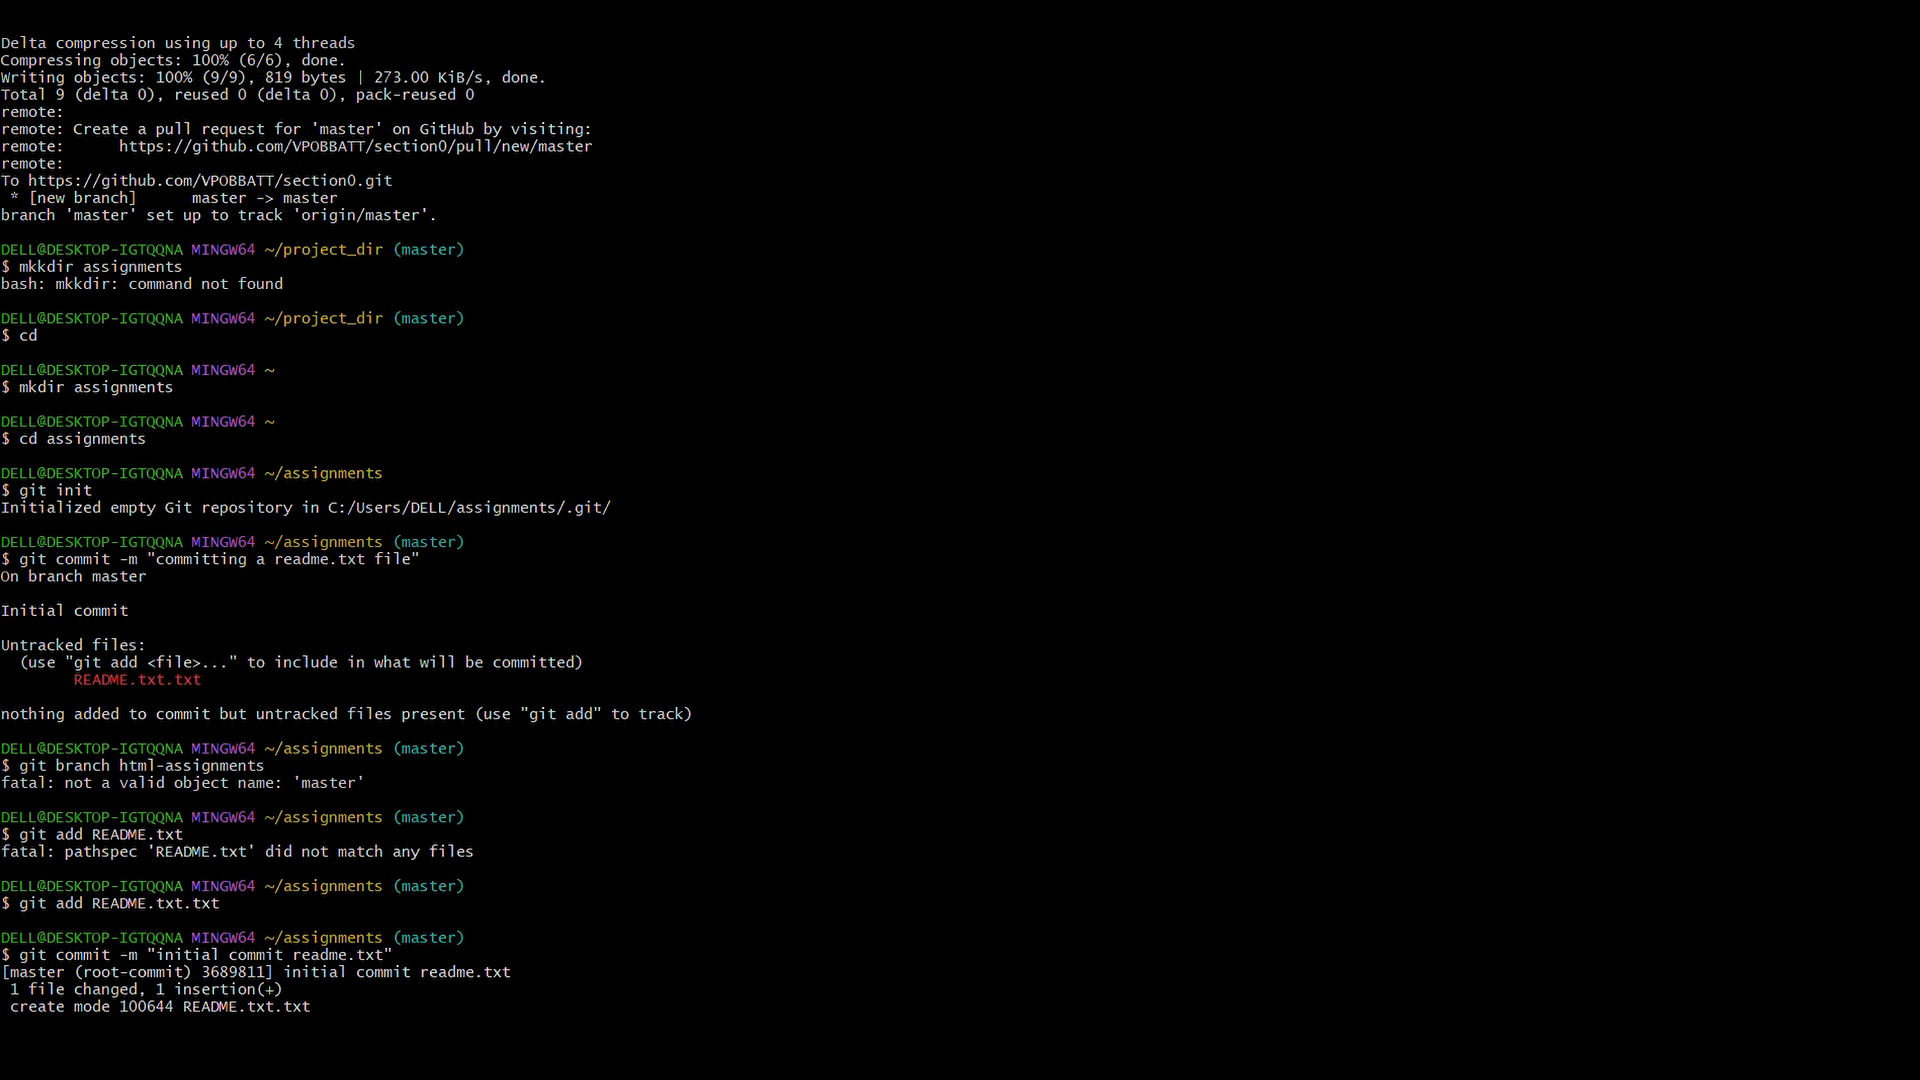 Delta compression using up to 4 threads
Compressing objects: 100% (6/6), done.
Writing objects: 100% (9/9), 819 bytes | 273.00 KiB/s, done.
Total 9 (delta 0), reused 0 (delta 0), pack-reused 0
remote:
remote: Create a pull request for 'master' on GitHub by visiting:
remote:      https://github.com/VPOBBATT/section0/pull/new/master
remote:
To https://github.com/VPOBBATT/section0.git
 * [new branch]      master -> master
branch 'master' set up to track 'origin/master'.
DELL@DESKTOP-IGTQQNA MINGW64 ~/project_dir (master)
$ mkkdir assignments
bash: mkkdir: command not found
DELL@DESKTOP-IGTQQNA MINGW64 ~/project_dir (master)
$ cd
DELL@DESKTOP-IGTQQNA MINGW64 ~
$ mkdir assignments
DELL@DESKTOP-IGTQQNA MINGW64 ~
$ cd assignments
DELL@DESKTOP-IGTQQNA MINGW64 ~/assignments
$ git init
Initialized empty Git repository in C:/Users/DELL/assignments/.git/
DELL@DESKTOP-IGTQQNA MINGW64 ~/assignments (master)
$ git commit -m "committing a readme.txt file"
On branch master
Initial commit
Untracked files:
  (use "git add <file>..." to include in what will be committed)
        README.txt.txt
nothing added to commit but untracked files present (use "git add" to track)
DELL@DESKTOP-IGTQQNA MINGW64 ~/assignments (master)
$ git branch html-assignments
fatal: not a valid object name: 'master'
DELL@DESKTOP-IGTQQNA MINGW64 ~/assignments (master)
$ git add README.txt
fatal: pathspec 'README.txt' did not match any files
DELL@DESKTOP-IGTQQNA MINGW64 ~/assignments (master)
$ git add README.txt.txt
DELL@DESKTOP-IGTQQNA MINGW64 ~/assignments (master)
$ git commit -m "initial commit readme.txt"
[master (root-commit) 3689811] initial commit readme.txt
 1 file changed, 1 insertion(+)
 create mode 100644 README.txt.txt